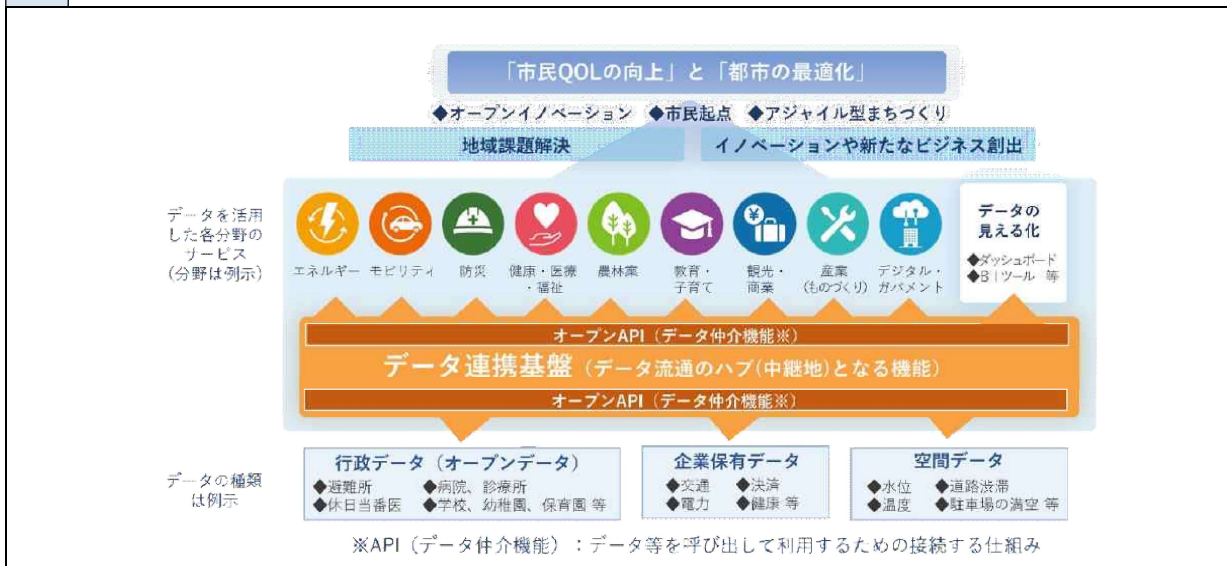 「市民QOLの向上」と「都市の最適化」
◆オープンイノベーション ◆市民起点 ◆アジャイル型まちづくり
地域課題解決
イノベーションや新たなビジネス創出
データを活用
した各分野の
サービス
(分野は例示)
エネルギー
モビリティ
防災
健康・医療
・福祉
農林業
教育・
子育て
観光・
商業
産業
(ものづくり)
デジタル・
ガバメント
データの
見える化
◆ダッシュボード
◆BIツール 等
オープンAPI(データ仲介機能※)
データ連携基盤(データ流通のハブ(中継地)となる機能)
オープンAPI(データ仲介機能※)
データの種類
は例示
行政データ(オープンデータ)
◆避難所 ◆病院、診療所
◆休日当番医 ◆学校、幼稚園、保育園 等
企業保有データ
◆交通 ◆決済
◆電力 ◆健康 等
空間データ
◆水位 ◆道路渋滞
◆温度 ◆駐車場の満空 等
※API(データ仲介機能):データ等を呼び出して利用するための接続する仕組み